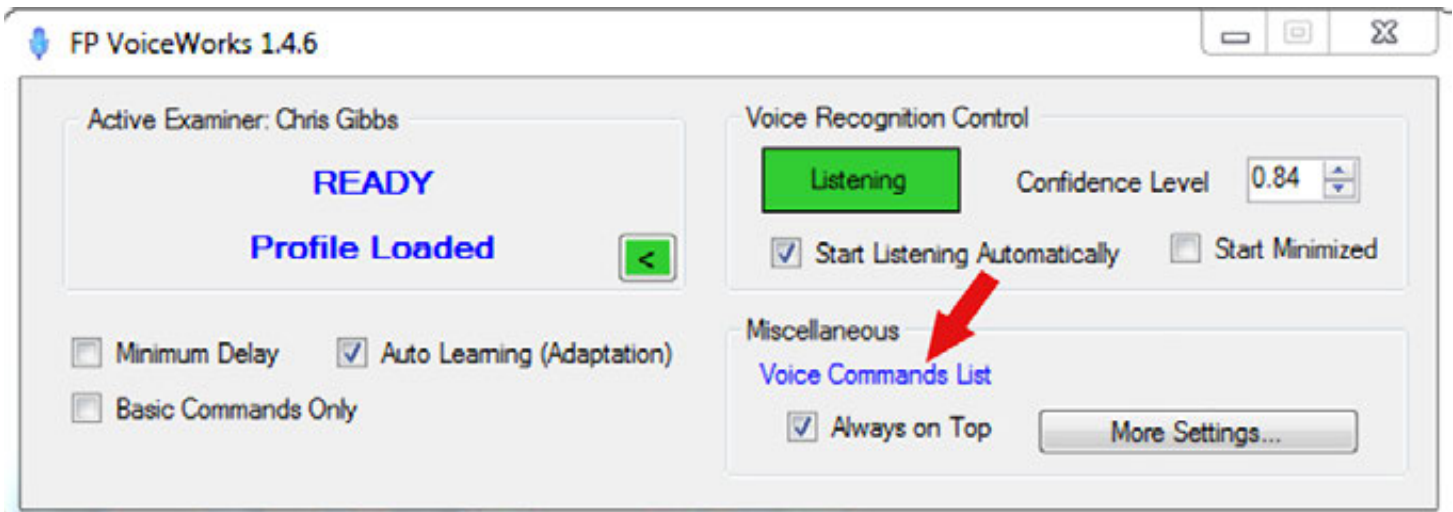 FP VoiceWorks 1.4.6
Active Examiner: Chris Gibbs
READY
Profile Loaded
<
Minimum Delay
Auto Learning (Adaptation)
Basic Commands Only
Voice Recognition Control
Listening
Confidence Level
0.84
Start Listening Automatically
Start Minimized
Miscellaneous
Voice Commands List
Always on Top
More Settings...